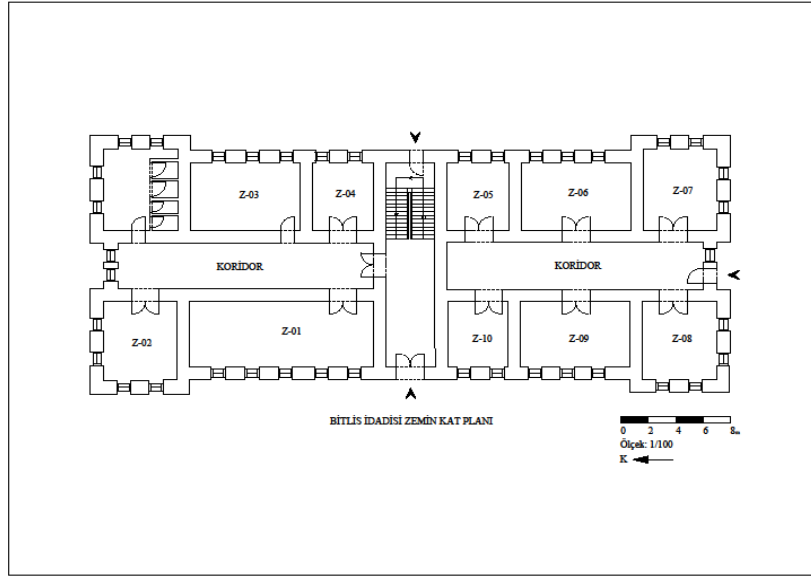 Z-03
Z-04
Z-05
Z-06
Z-07
KORİDOR
KORİDOR
Z-02
Z-01
Z-10
Z-09
Z-08
BİTLİS İDADİSİ ZEMİN KAT PLANI
0 2 4 6 8m
Ölçek: 1/100
K